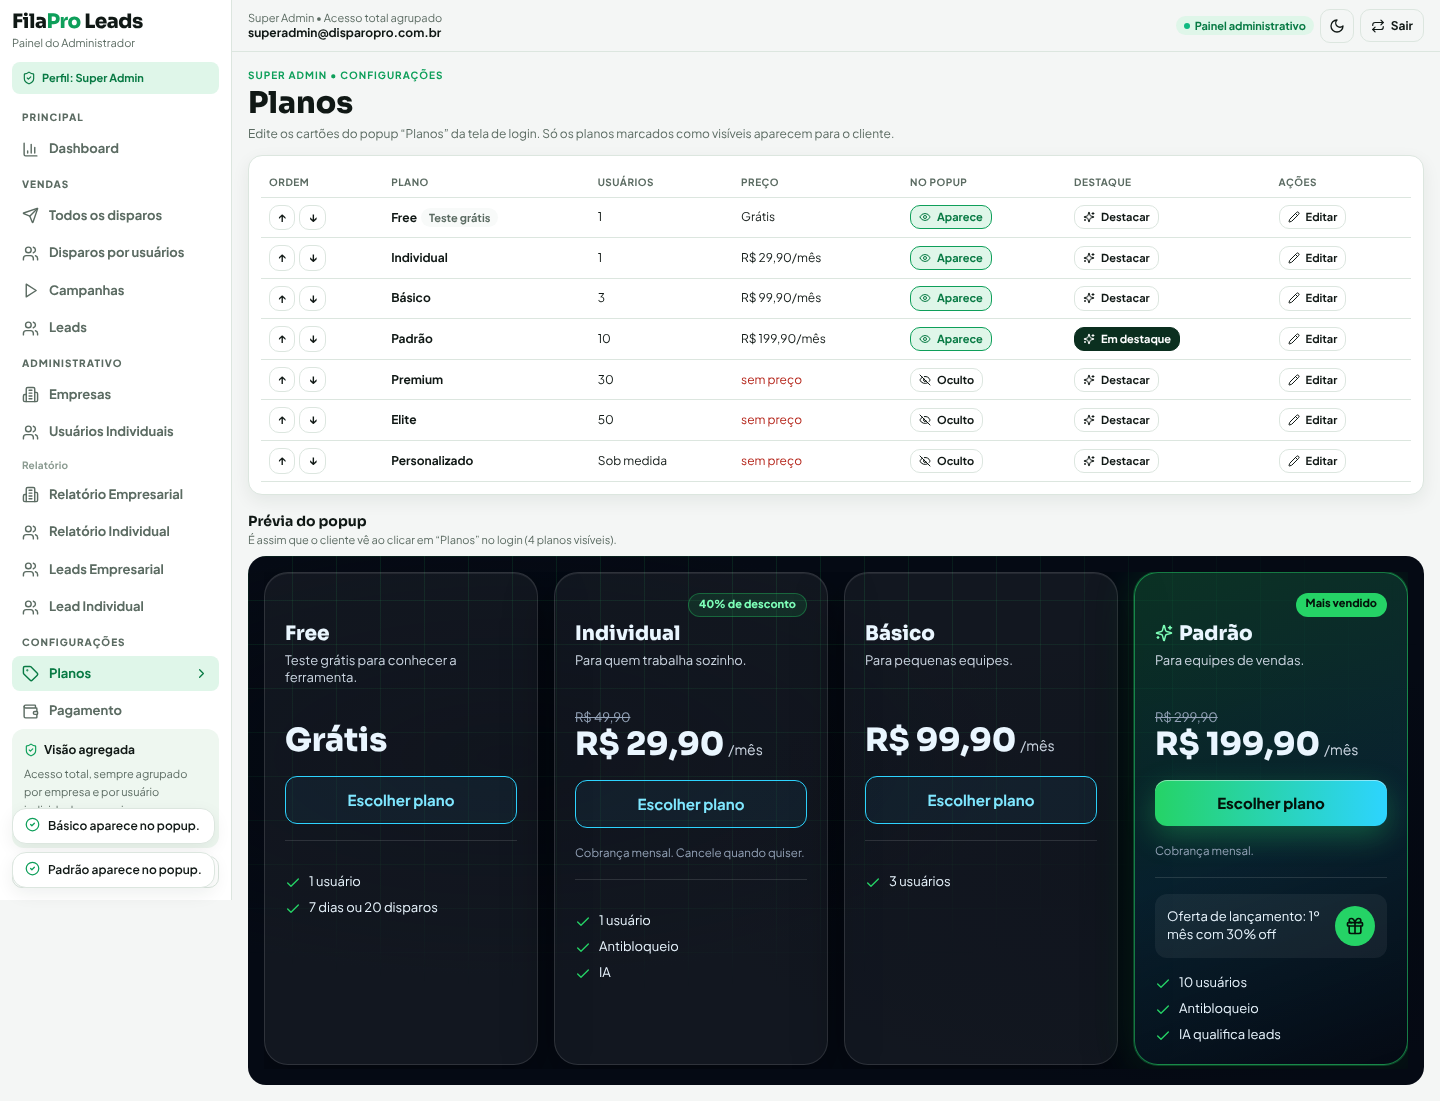 FilaPro Leads
Painel do Administrador
Perfil: Super Admin
PRINCIPAL
Dashboard
VENDAS
Todos os disparos
Disparos por usuários
Campanhas
Leads
ADMINISTRATIVO
Empresas
Usuários Individuais
Relatório
Relatório Empresarial
Relatório Individual
Leads Empresarial
Lead Individual
CONFIGURAÇÕES
Planos
Pagamento
Visão agregada
Acesso total, sempre agrupado
por empresa e por usuário
Básico aparece no popup.
Padrão aparece no popup.
Super Admin • Acesso total agrupado
superadmin@disparopro.com.br
Painel administrativo
Sair
SUPER ADMIN • CONFIGURAÇÕES
Planos
Edite os cartões do popup “Planos” da tela de login. Só os planos marcados como visíveis aparecem para o cliente.
ORDEM PLANO USUÁRIOS PREÇO NO POPUP DESTAQUE AÇÕES
Free Teste grátis 1 Grátis Aparece Destacar Editar
Individual 1 R$ 29,90/mês Aparece Destacar Editar
Básico 3 R$ 99,90/mês Aparece Destacar Editar
Padrão 10 R$ 199,90/mês Aparece Em destaque Editar
Premium 30 sem preço Oculto Destacar Editar
Elite 50 sem preço Oculto Destacar Editar
Personalizado Sob medida sem preço Oculto Destacar Editar
Prévia do popup
É assim que o cliente vê ao clicar em “Planos” no login (4 planos visíveis).
Free
Teste grátis para conhecer a
ferramenta.
Grátis
Escolher plano
1 usuário
7 dias ou 20 disparos
40% de desconto
Individual
Para quem trabalha sozinho.
R$ 49,90
R$ 29,90 /mês
Escolher plano
Cobrança mensal. Cancele quando quiser.
1 usuário
Antibloqueio
IA
Básico
Para pequenas equipes.
R$ 99,90 /mês
Escolher plano
3 usuários
Mais vendido
Padrão
Para equipes de vendas.
R$ 299,90
R$ 199,90 /mês
Escolher plano
Cobrança mensal.
Oferta de lançamento: 1º
mês com 30% off
10 usuários
Antibloqueio
IA qualifica leads